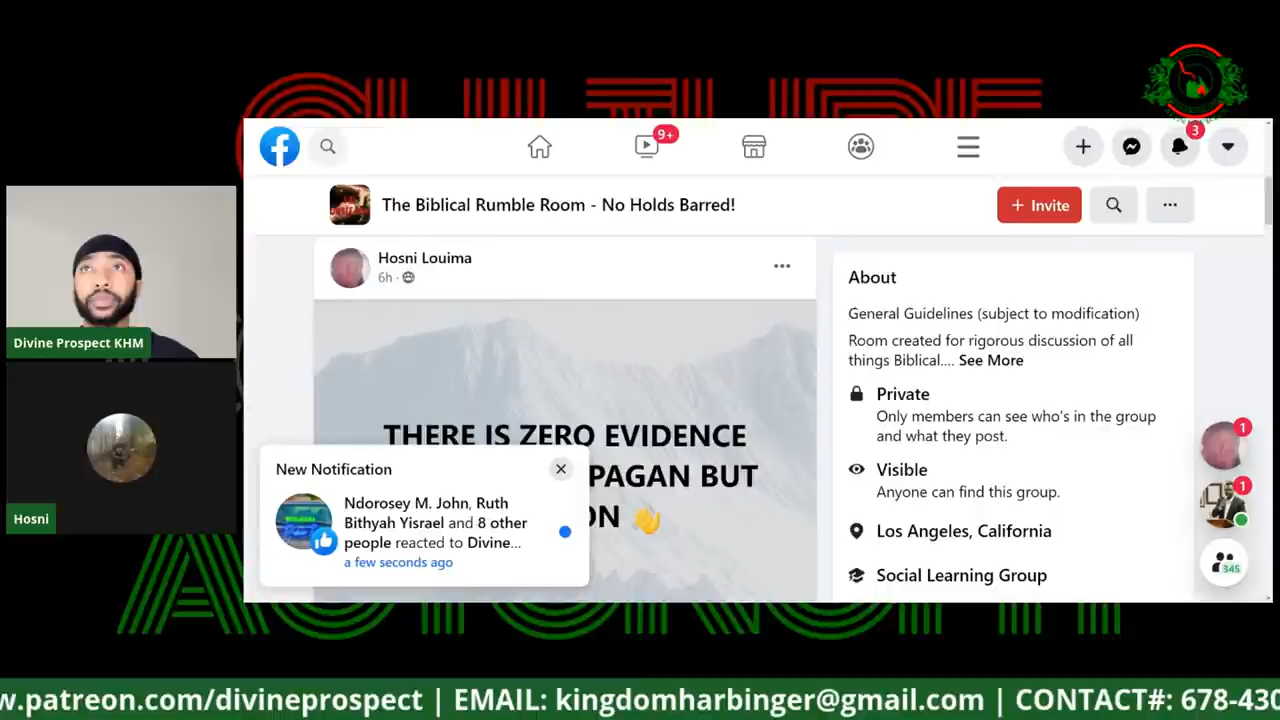 9+
3
The Biblical Rumble Room - No Holds Barred!
+ Invite
Hosni Louima
6h
About
General Guidelines (subject to modification)
Room created for rigorous discussion of all
things Biblical.... See More
Private
Only members can see who's in the group
and what they post.
Visible
Anyone can find this group.
Los Angeles, California
Social Learning Group
1
1
345
THERE IS ZERO EVIDENCE
PAGAN BUT
New Notification
Ndorosey M. John, Ruth
Bithyah Yisrael and 8 other
people reacted to Divine...
a few seconds ago
Divine Prospect KHM
Hosni
w.patreon.com/divineprospect | EMAIL: kingdomharbinger@gmail.com | CONTACT#: 678-430